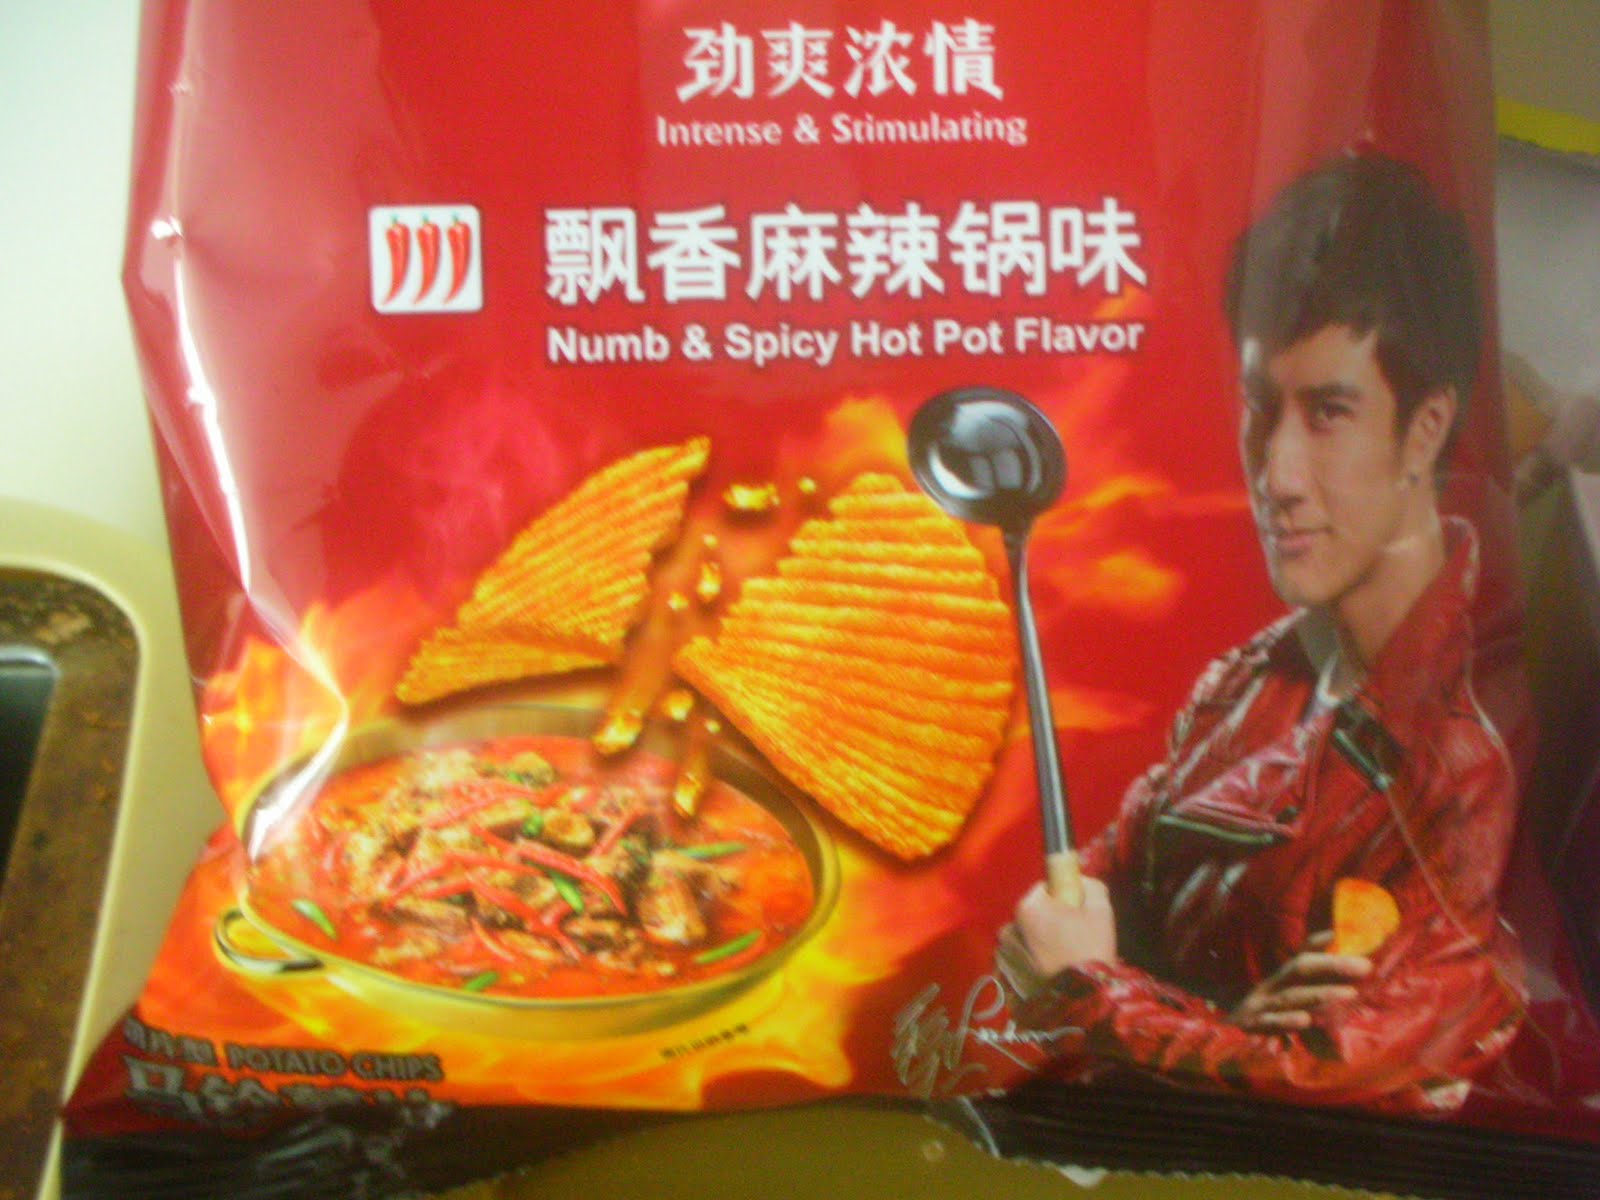 劲爽浓情
Intense & Stimulating
飘香麻辣锅味
Numb & Spicy Hot Pot Flavor
POTATO CHIPS